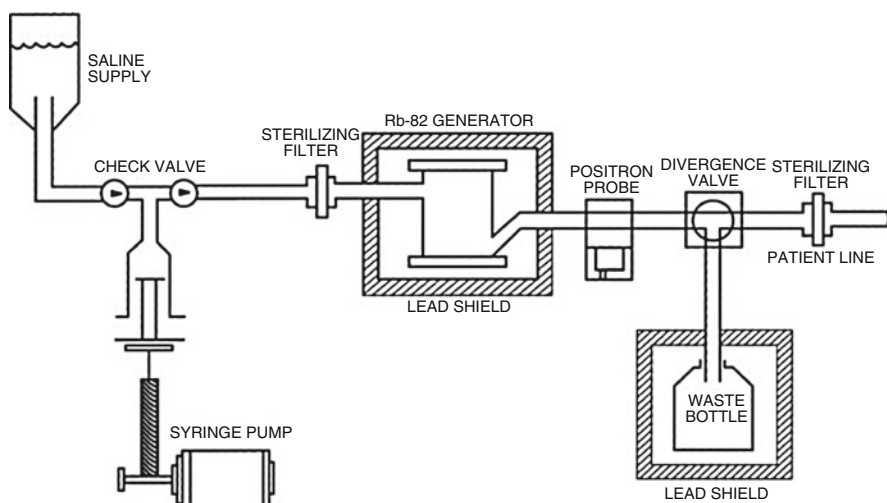 SALINE
SUPPLY
CHECK VALVE
STERILIZING
FILTER
Rb-82 GENERATOR
LEAD SHIELD
POSITRON
PROBE
DIVERGENCE
VALVE
STERILIZING
FILTER
PATIENT LINE
WASTE
BOTTLE
LEAD SHIELD
SYRINGE PUMP